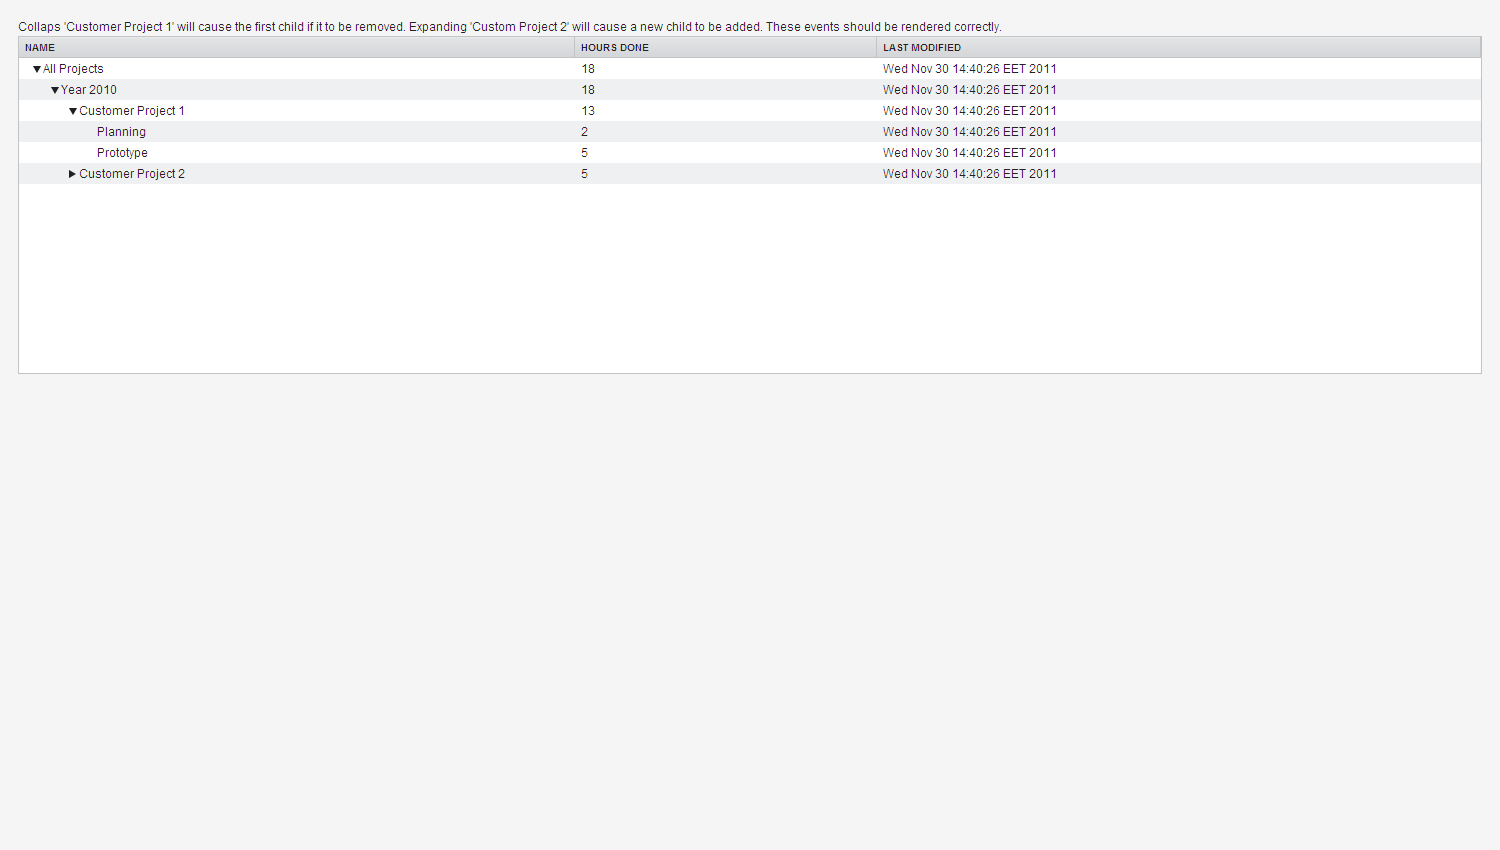 Collaps 'Customer Project 1' will cause the first child if it to be removed. Expanding 'Custom Project 2' will cause a new child to be added. These events should be rendered correctly.
NAME HOURS DONE LAST MODIFIED
All Projects 18 Wed Nov 30 14:40:26 EET 2011
Year 2010 18 Wed Nov 30 14:40:26 EET 2011
Customer Project 1 13 Wed Nov 30 14:40:26 EET 2011
Planning 2 Wed Nov 30 14:40:26 EET 2011
Prototype 5 Wed Nov 30 14:40:26 EET 2011
Customer Project 2 5 Wed Nov 30 14:40:26 EET 2011